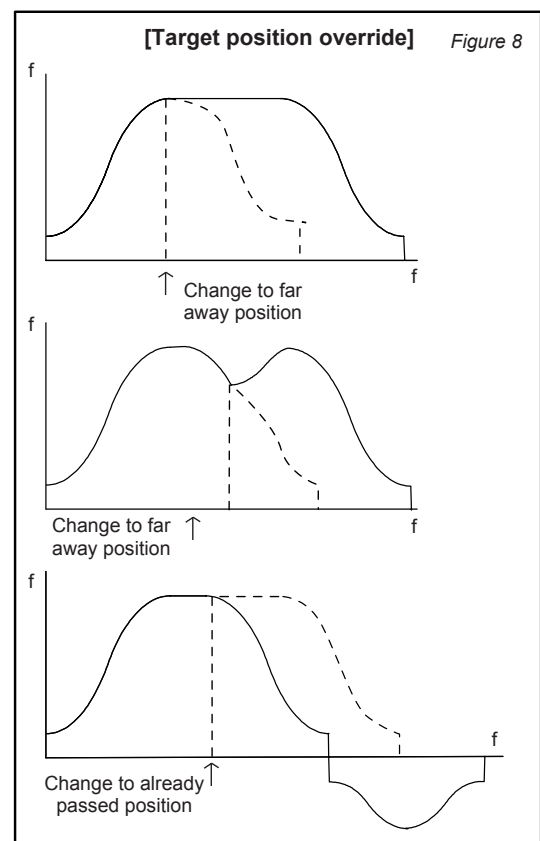 [Target position override]
Figure 8
f
f
Change to far
away position
f
f
Change to far
away position
f
f
Change to already
passed position